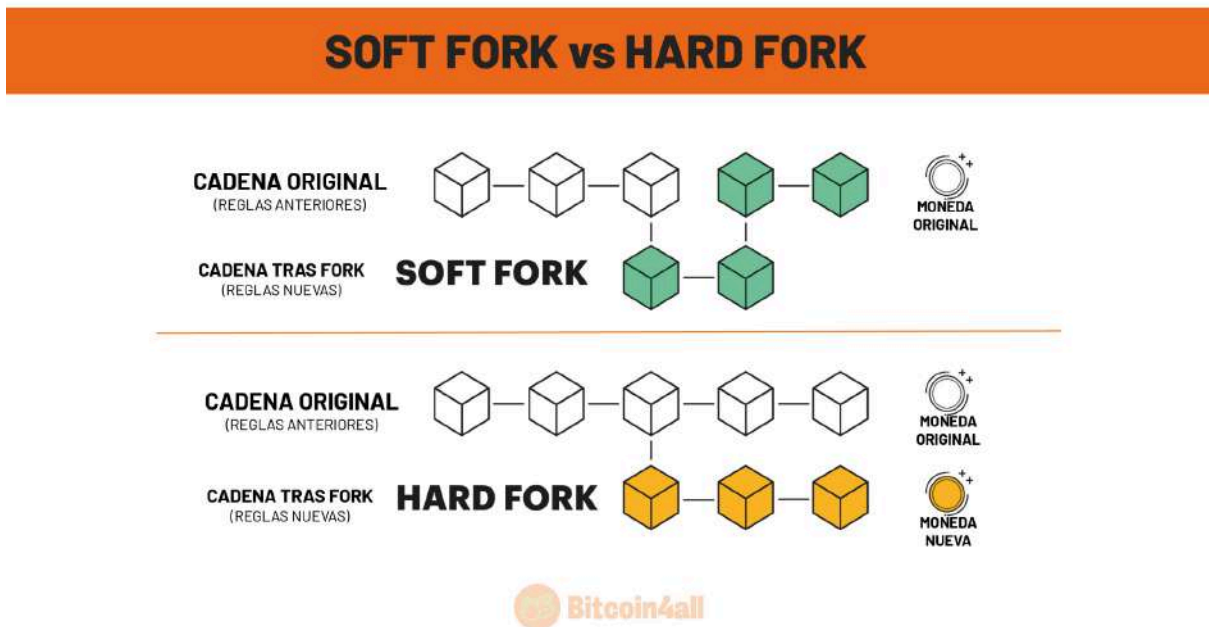 SOFT FORK vs HARD FORK
CADENA ORIGINAL
(REGLAS ANTERIORES)
MONEDA
ORIGINAL
CADENA TRAS FORK
(REGLAS NUEVAS)
SOFT FORK
CADENA ORIGINAL
(REGLAS ANTERIORES)
MONEDA
ORIGINAL
CADENA TRAS FORK
(REGLAS NUEVAS)
HARD FORK
MONEDA
NUEVA
Bitcoin4all